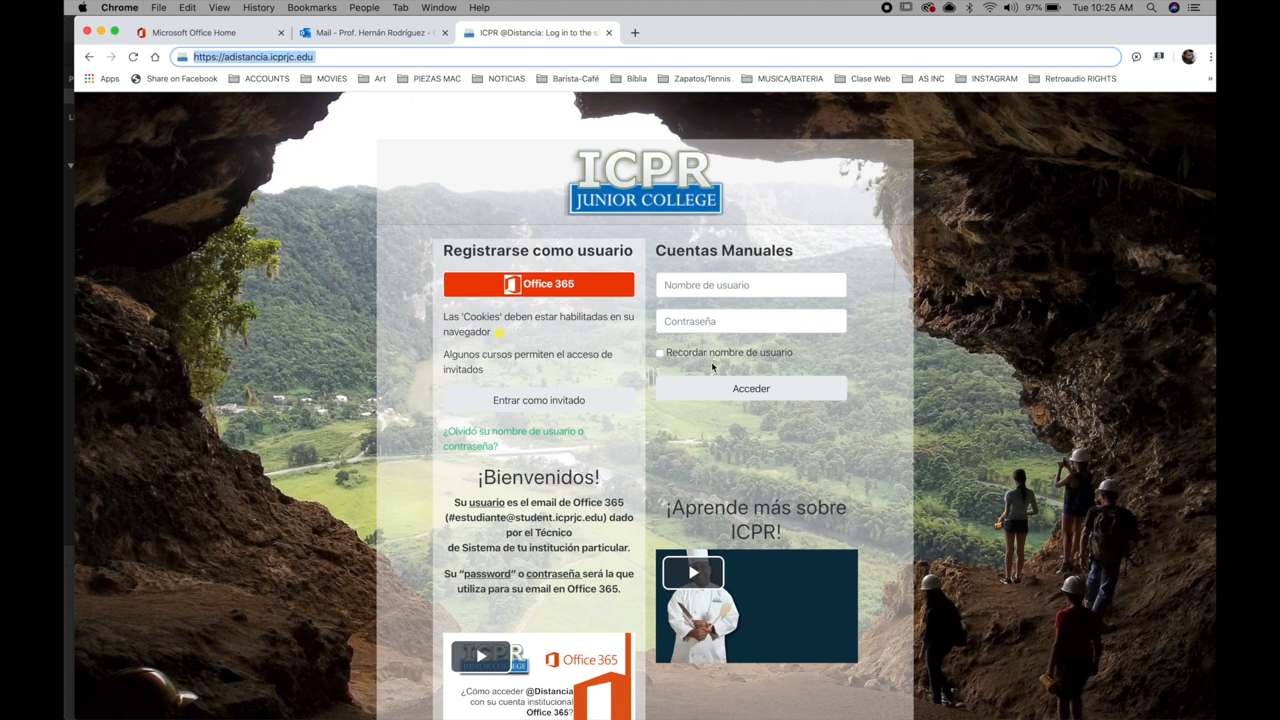 Chrome File Edit View History Bookmarks People Tab Window Help 97% Tue 10:25 AM
Microsoft Office Home
Mail - Prof. Hernán Rodríguez -
ICPR @Distancia: Log in to the s
https://adistancia.icprjc.edu
Apps Share on Facebook ACCOUNTS MOVIES Art PIEZAS MAC NOTICIAS Barista-Café Biblia Zapatos/Tennis MUSICA/BATERIA Clase Web AS INC INSTAGRAM Retroaudio RIGHTS »
ICPR
JUNIOR COLLEGE
Registrarse como usuario
Office 365
Las 'Cookies' deben estar habilitadas en su
navegador
Algunos cursos permiten el acceso de
invitados
Entrar como invitado
¿Olvidó su nombre de usuario o
contraseña?
¡Bienvenidos!
Su usuario es el email de Office 365
(#estudiante@student.icprjc.edu) dado
por el Técnico
de Sistema de tu institución particular.
Su “password” o contraseña será la que
utiliza para su email en Office 365.
ICPR
JUNIOR COLLEGE
Office 365
¿Cómo acceder @Distancia
con su cuenta institucional
Office 365?
Cuentas Manuales
Nombre de usuario
Contraseña
Recordar nombre de usuario
Acceder
¡Aprende más sobre
ICPR!